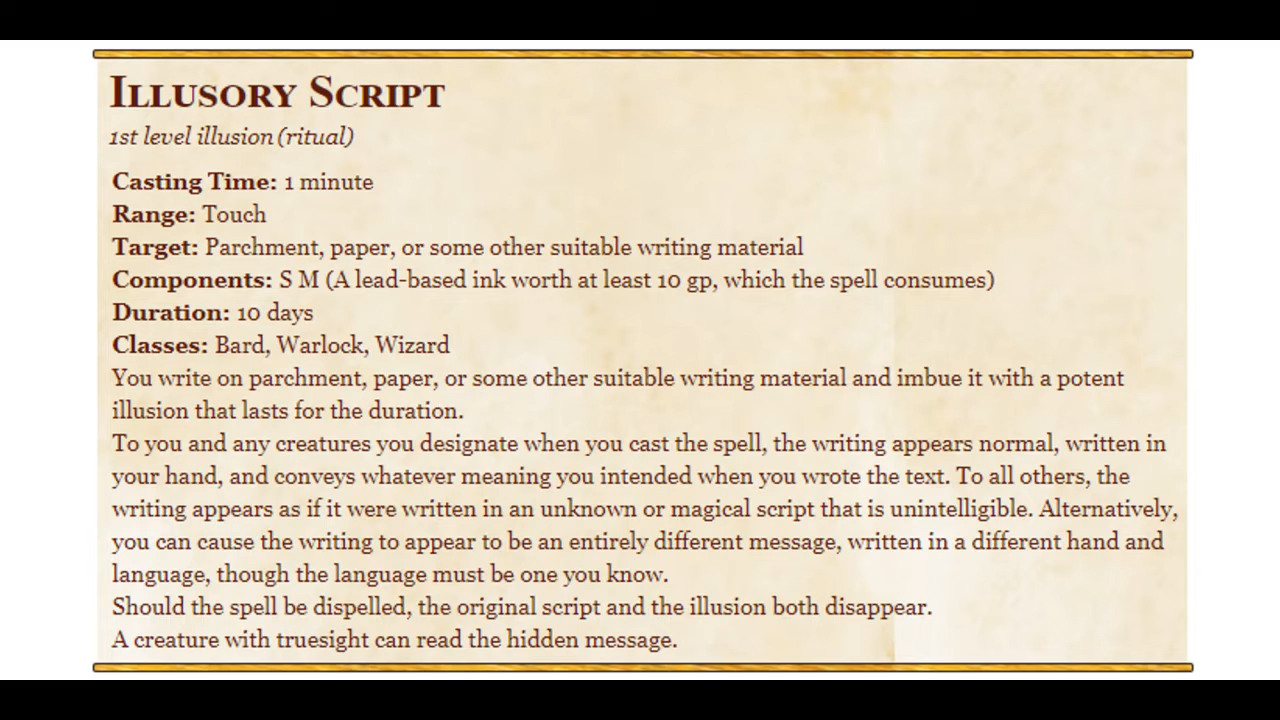 Illusory Script
1st level illusion (ritual)
Casting Time: 1 minute
Range: Touch
Target: Parchment, paper, or some other suitable writing material
Components: S M (A lead-based ink worth at least 10 gp, which the spell consumes)
Duration: 10 days
Classes: Bard, Warlock, Wizard
You write on parchment, paper, or some other suitable writing material and imbue it with a potent
illusion that lasts for the duration.
To you and any creatures you designate when you cast the spell, the writing appears normal, written in
your hand, and conveys whatever meaning you intended when you wrote the text. To all others, the
writing appears as if it were written in an unknown or magical script that is unintelligible. Alternatively,
you can cause the writing to appear to be an entirely different message, written in a different hand and
language, though the language must be one you know.
Should the spell be dispelled, the original script and the illusion both disappear.
A creature with truesight can read the hidden message.